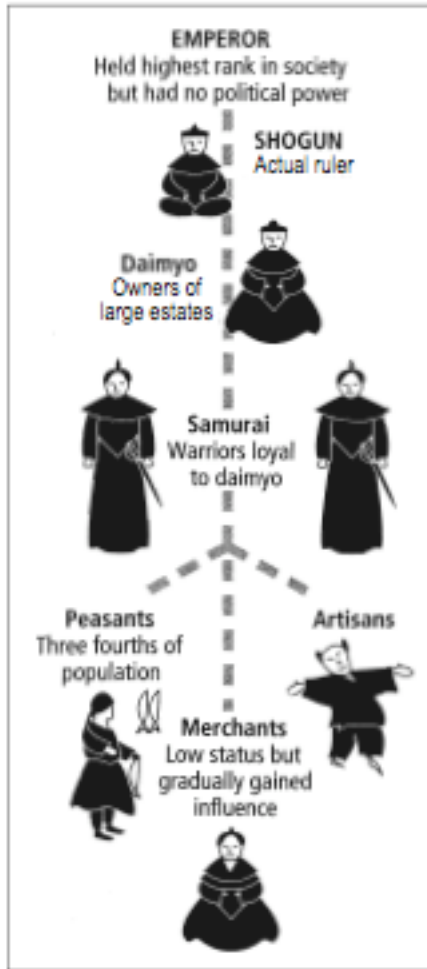 EMPEROR
Held highest rank in society
but had no political power
SHOGUN
Actual ruler
Daimyo
Owners of
large estates
Samurai
Warriors loyal
to daimyo
Peasants
Three fourths of
population
Artisans
Merchants
Low status but
gradually gained
influence